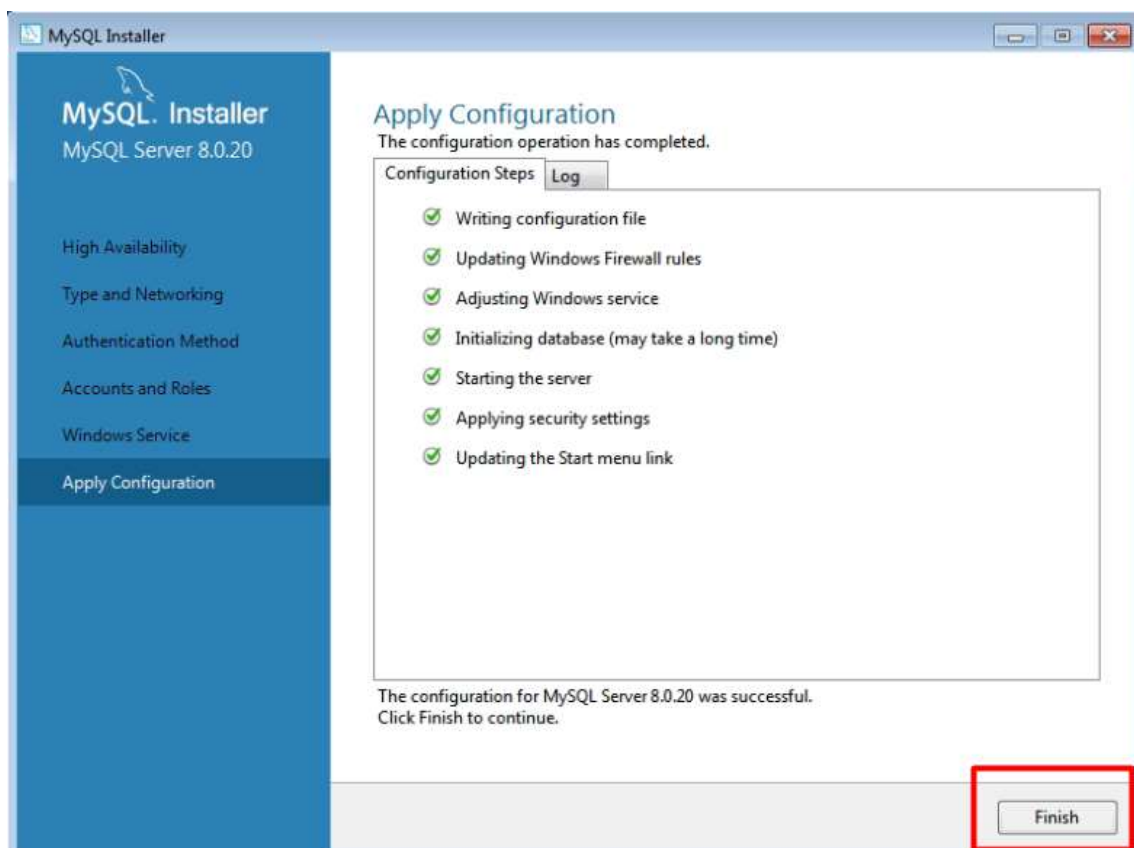 MySQL Installer
MySQL. Installer
MySQL Server 8.0.20
High Availability
Type and Networking
Authentication Method
Accounts and Roles
Windows Service
Apply Configuration
Apply Configuration
The configuration operation has completed.
Configuration Steps
Log
Writing configuration file
Updating Windows Firewall rules
Adjusting Windows service
Initializing database (may take a long time)
Starting the server
Applying security settings
Updating the Start menu link
The configuration for MySQL Server 8.0.20 was successful.
Click Finish to continue.
Finish